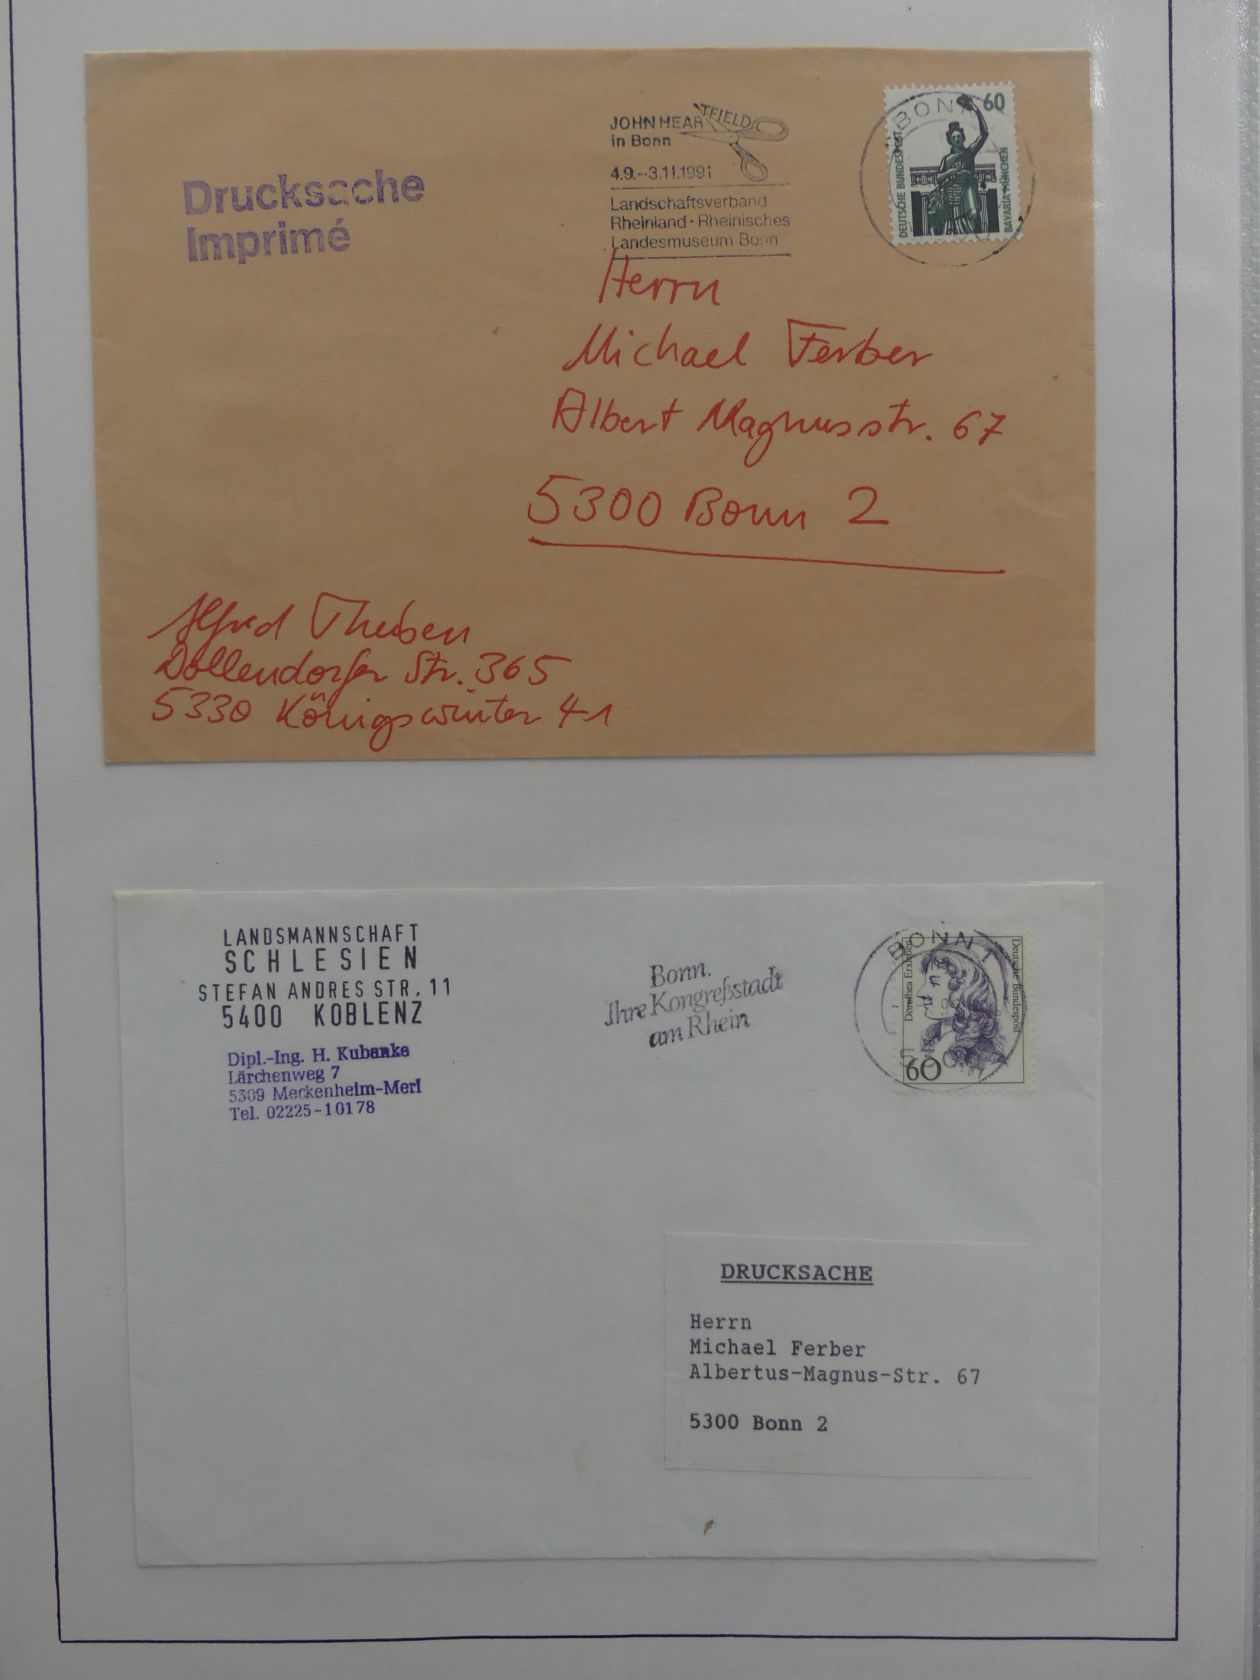 JOHN HEARTFIELD
in Bonn
4.9.-3.11.1991
Landschaftsverband
Rheinland · Rheinisches
Landesmuseum Bonn
BONN
60
DEUTSCHE BUNDESPOST
BAVARIA MÜNCHEN
Drucksache
Imprimé
Herrn
Michael Ferber
Albert Magnusstr. 67
5300 Bonn 2
Alfred Theben
Dollendorfer Str. 365
5330 Königswinter 41
LANDSMANNSCHAFT
SCHLESIEN
STEFAN ANDRES STR. 11
5400 KOBLENZ
Dipl.-Ing. H. Kubanke
Lärchenweg 7
5309 Meckenheim-Merl
Tel. 02225-10178
Bonn.
Ihre Kongreßstadt
am Rhein
BONN 1
Deutsche Bundespost
60
DRUCKSACHE
Herrn
Michael Ferber
Albertus-Magnus-Str. 67
5300 Bonn 2